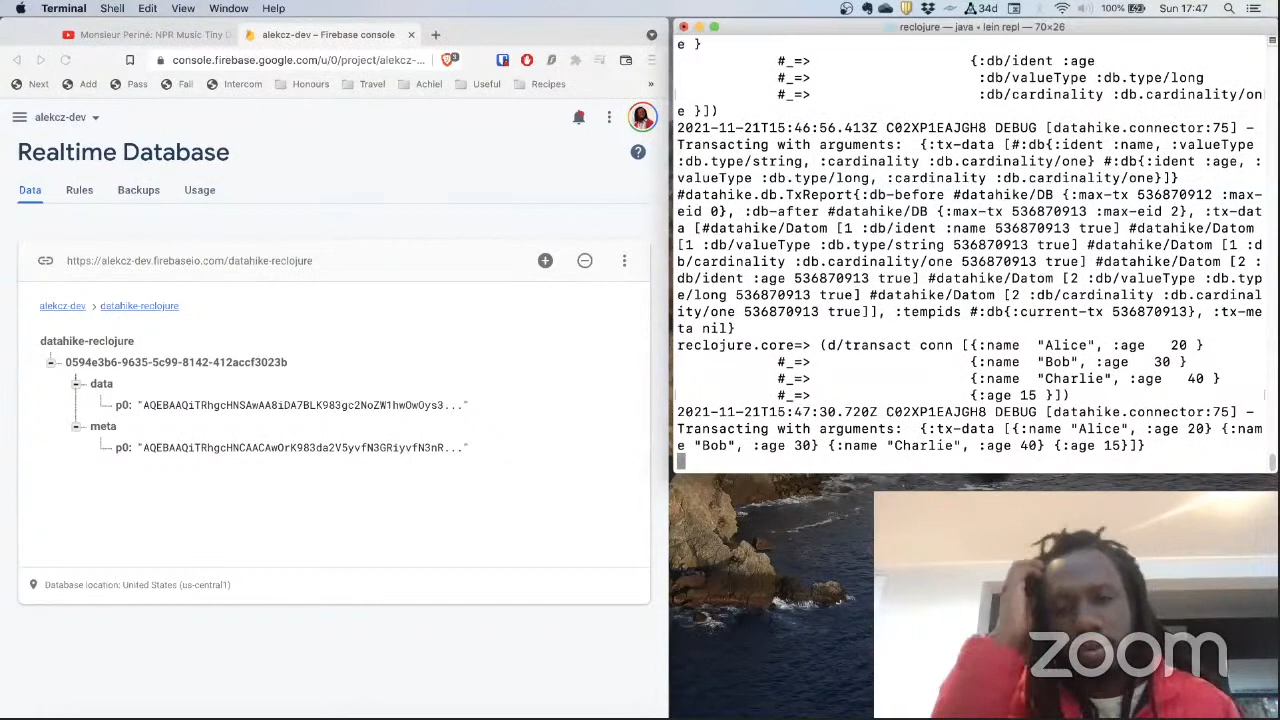 Terminal Shell Edit View Window Help
34d 100% Sun 17:47
Monsieur Periné: NPR Music Tiny D
alekcz-dev – Firebase console
console.firebase.google.com/u/0/project/alekcz-...
3
Next Add Pass Fail Interchange Honours Travel Achiel Useful Recipes »
alekcz-dev
Realtime Database
Data Rules Backups Usage
https://alekcz-dev.firebaseio.com/datahike-reclojure
alekcz-dev > datahike-reclojure
datahike-reclojure
0594e3b6-9635-5c99-8142-412accf3023b
data
p0: "AQEBAAQiTRhgcHNSAwAA8iDA7BLK983gc2NoZW1hwOwOys3..."
meta
p0: "AQEBAAQiTRhgcHNCAACAwOrK983da2V5yvfN3GRiyvfN3nR..."
Database location: United States (us-central1)
reclojure — java • lein repl — 70×26
e }
#_=> {:db/ident :age
#_=> :db/valueType :db.type/long
#_=> :db/cardinality :db.cardinality/on
e }])
2021-11-21T15:46:56.413Z C02XP1EAJGH8 DEBUG [datahike.connector:75] -
Transacting with arguments: {:tx-data [#:db{:ident :name, :valueType
:db.type/string, :cardinality :db.cardinality/one} #:db{:ident :age, :
valueType :db.type/long, :cardinality :db.cardinality/one}]}
#datahike.db.TxReport{:db-before #datahike/DB {:max-tx 536870912 :max-
eid 0}, :db-after #datahike/DB {:max-tx 536870913 :max-eid 2}, :tx-dat
a [#datahike/Datom [1 :db/ident :name 536870913 true] #datahike/Datom
[1 :db/valueType :db.type/string 536870913 true] #datahike/Datom [1 :d
b/cardinality :db.cardinality/one 536870913 true] #datahike/Datom [2 :
db/ident :age 536870913 true] #datahike/Datom [2 :db/valueType :db.typ
e/long 536870913 true] #datahike/Datom [2 :db/cardinality :db.cardinal
ity/one 536870913 true]], :tempids #:db{:current-tx 536870913}, :tx-me
ta nil}
reclojure.core=> (d/transact conn [{:name "Alice", :age 20 }
#_=> {:name "Bob", :age 30 }
#_=> {:name "Charlie", :age 40 }
#_=> {:age 15 }])
2021-11-21T15:47:30.720Z C02XP1EAJGH8 DEBUG [datahike.connector:75] -
Transacting with arguments: {:tx-data [{:name "Alice", :age 20} {:nam
e "Bob", :age 30} {:name "Charlie", :age 40} {:age 15}]}
zoom